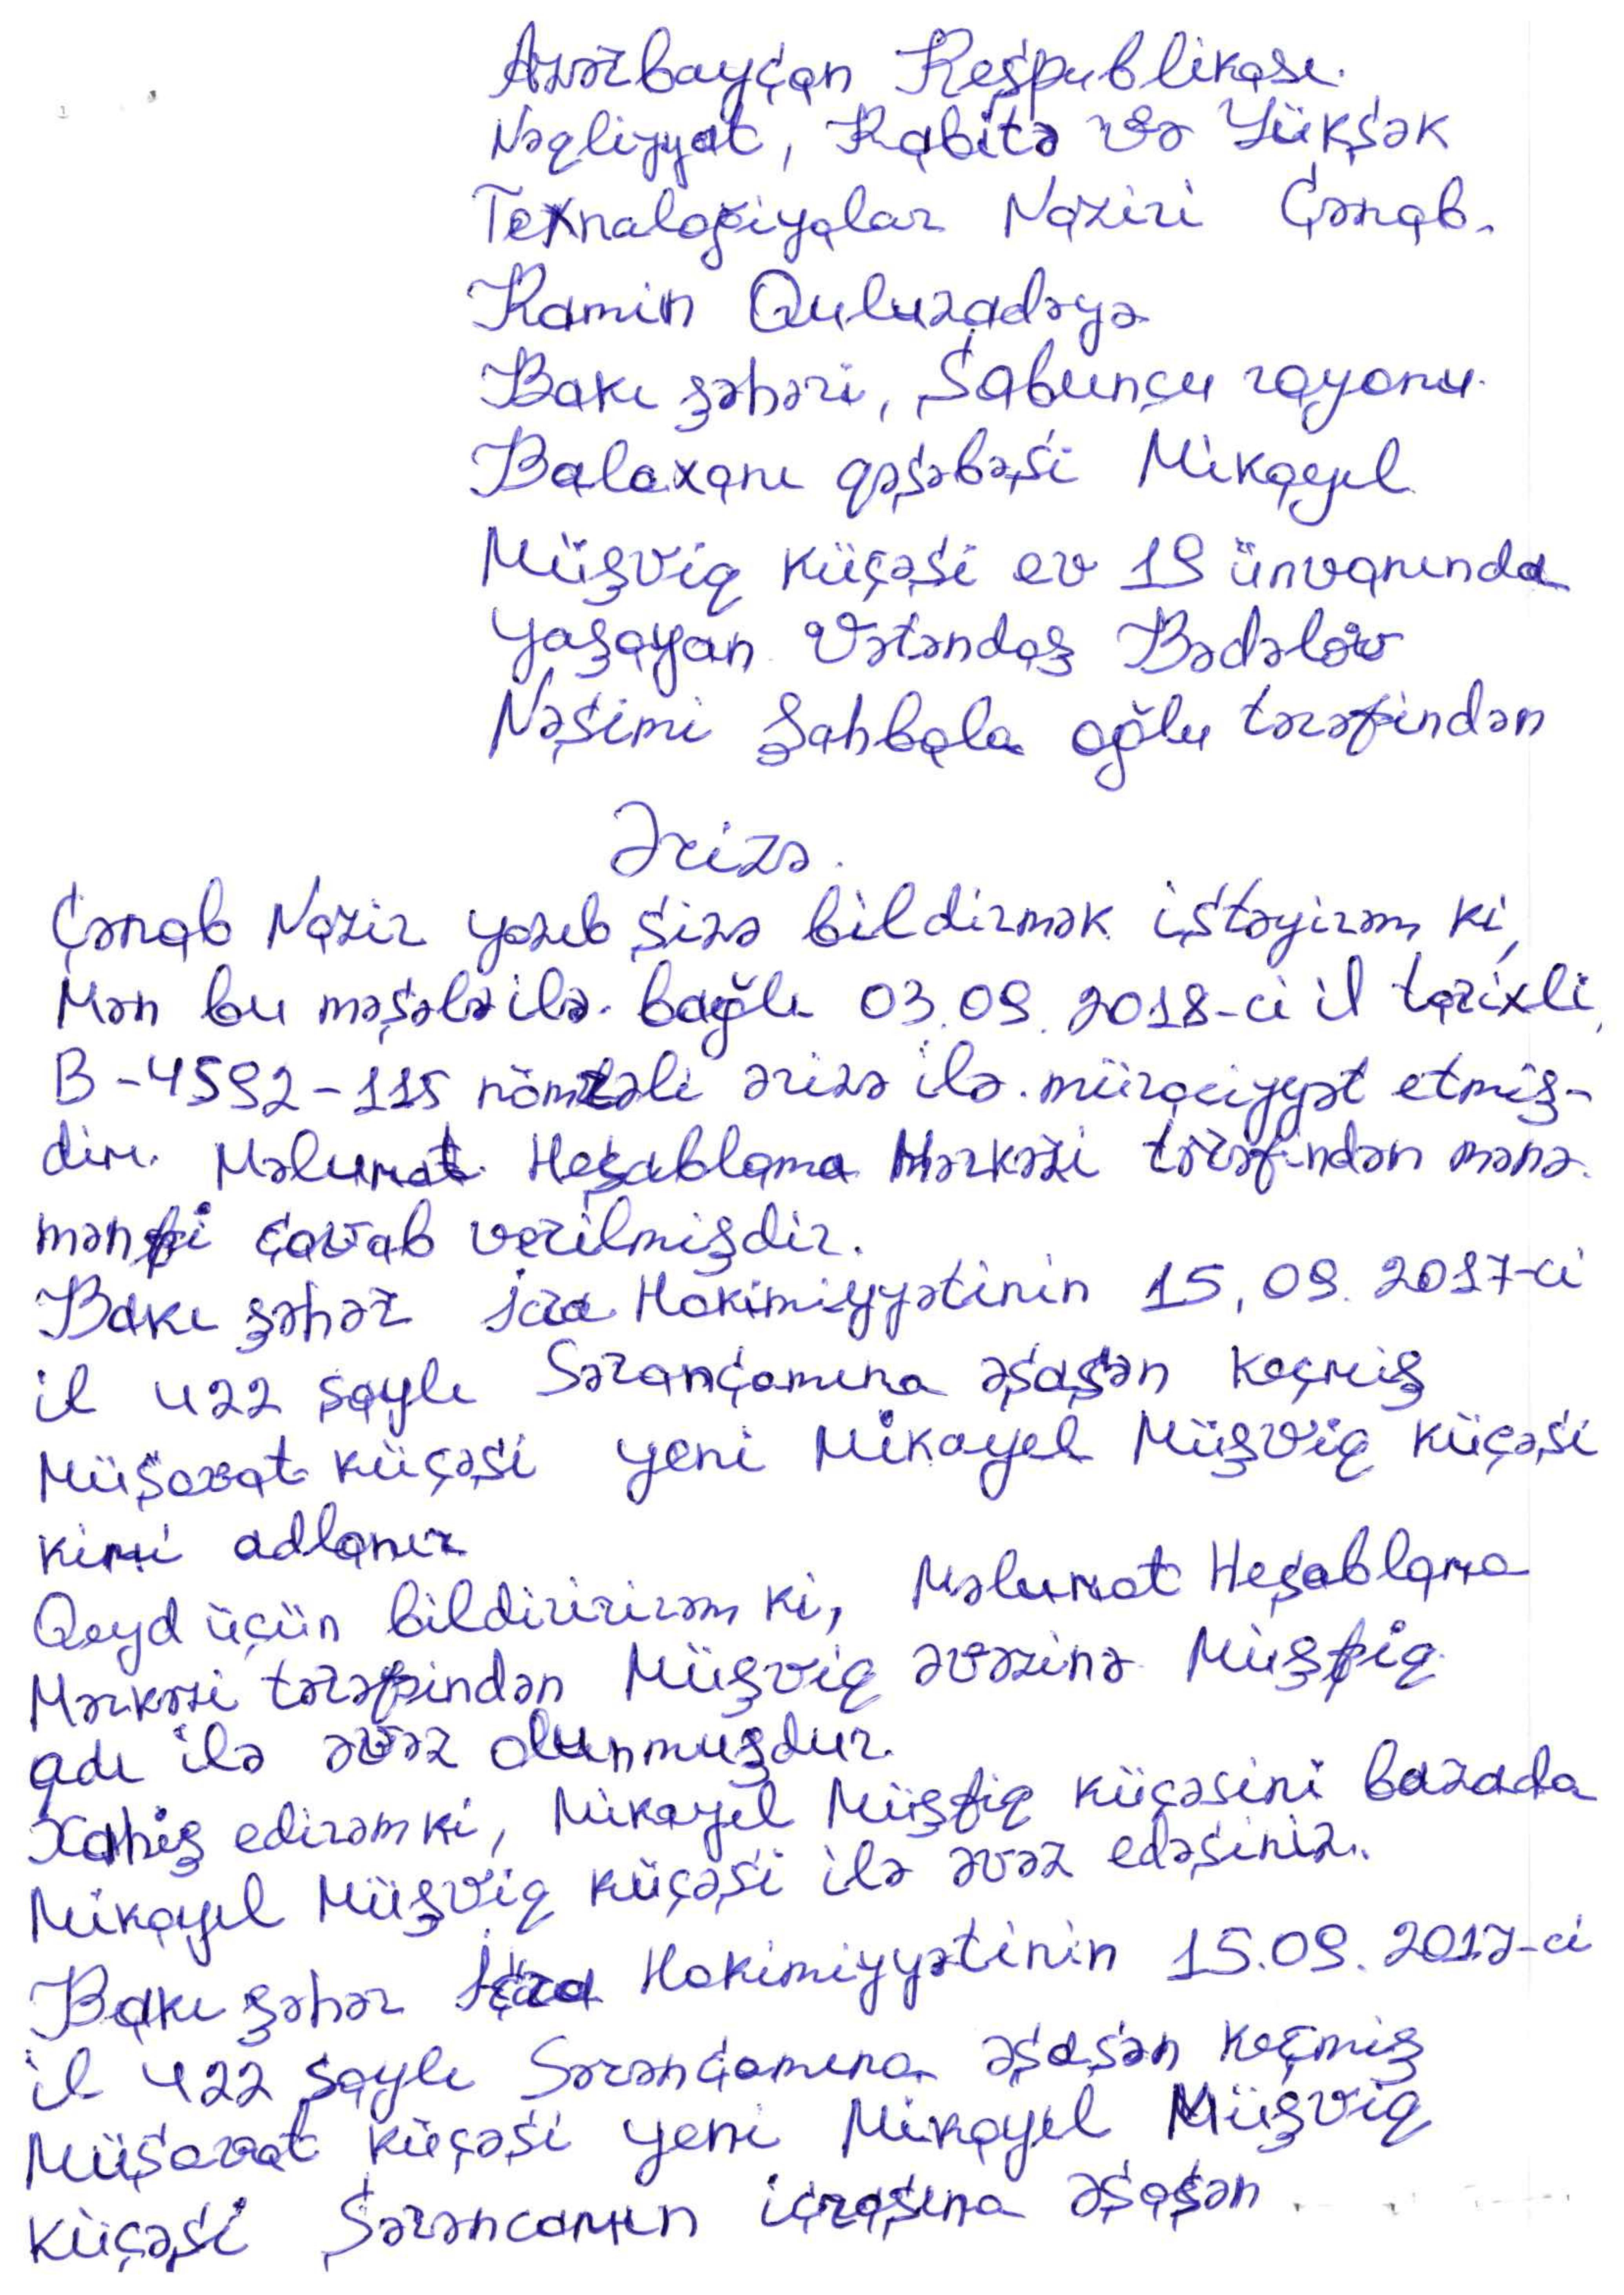 Azərbaycan Respublikası
Nəqliyyat, Rabitə və Yüksək
Texnalogiyalar Naziri Cənab.
Ramin Quluzadəyə
Bakı şəhəri, Sabunçu rayonu
Balaxanı qəsəbəsi Mikayıl
Müşviq küçəsi ev 19 ünvanında
yaşayan Vətəndaş Bədəlov
Nəsimi Şahbala oğlu tərəfindən
Ərizə.
Cənab Nazir yazıb sizə bildirmək istəyirəm ki,
Mən bu məsələ ilə bağlı 03.09.2018-ci il tarixli,
B-4592-115 nömrəli ərizə ilə müraciyyət etmiş-
dim. Məlumat Hesablama Mərkəzi tərəfindən mənə
mənfi cavab verilmişdir.
Bakı şəhər icra Hakimiyyətinin 15.09.2017-ci
il 422 saylı Sərancamına əsasən keçmiş
Müsavat küçəsi yeni Mikayel Müşviq küçəsi
kimi adlanır
Qeyd üçün bildiririrəm ki, Məlumat Hesablama
Mərkəzi tərəfindən Müşviq əvəzinə Müşfiq
adı ilə əvəz olunmuşdur.
Xahiş edirəm ki, Mikayıl Müşfiq küçəsini bazada
Mikayıl Müşviq küçəsi ilə əvəz edəsiniz.
Bakı şəhər İcra Hakimiyyətinin 15.09.2017-ci
il 422 saylı Sərəncamına əsasən keçmiş
Müsavat küçəsi yeni Mikayıl Müşviq
küçəsi Sərəncamın icrasına əsasən